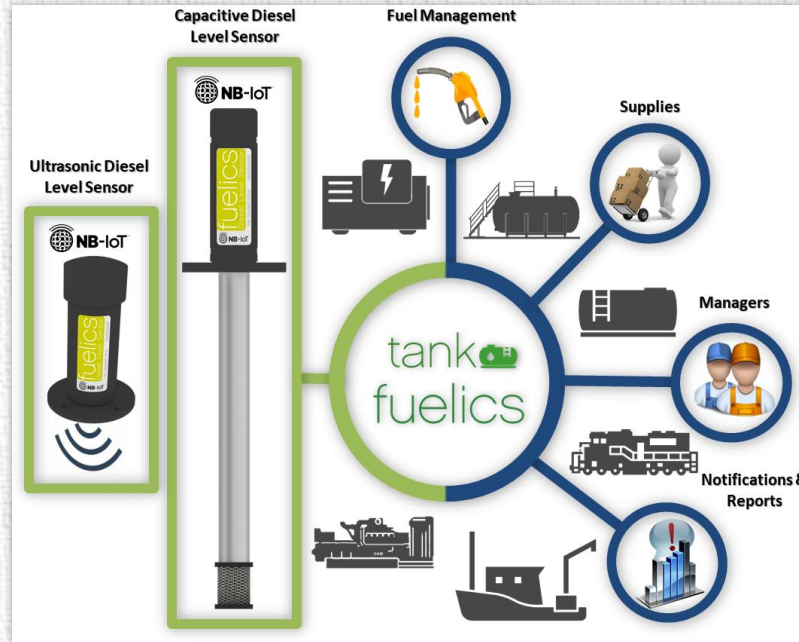 Capacitive Diesel
Level Sensor
NB-IoT
fuelics
NB-IoT
Ultrasonic Diesel
Level Sensor
NB-IoT
fuelics
NB-IoT
Fuel Management
Supplies
Managers
Notifications &
Reports
tank
fuelics